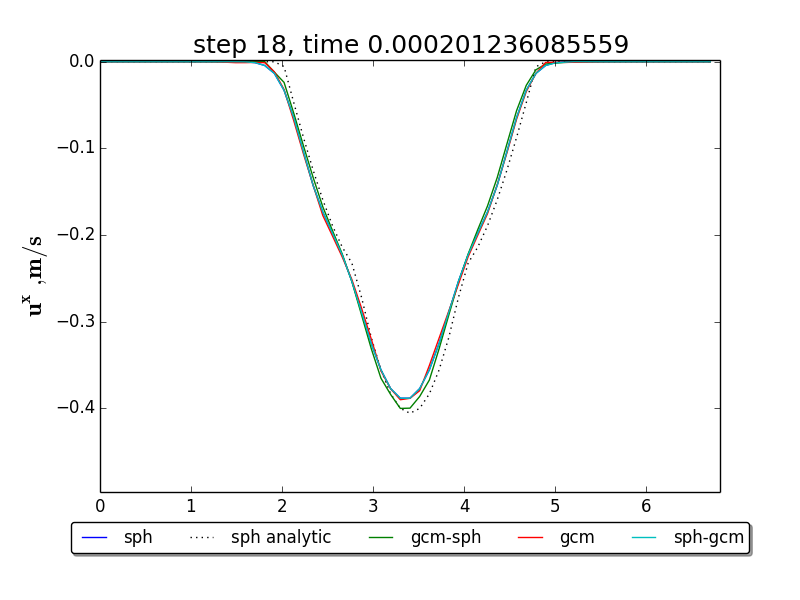 step 18, time 0.000201236085559
0.0
−0.1
−0.2
−0.3
−0.4
u^x ,m/s
0 1 2 3 4 5 6
sph sph analytic gcm-sph gcm sph-gcm